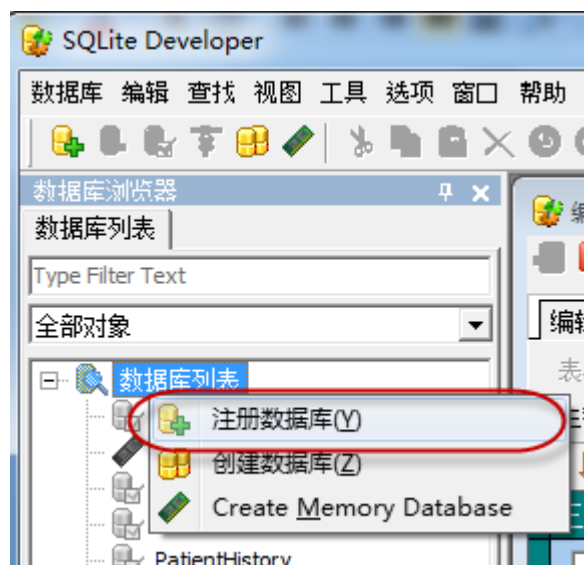 SQLite Developer
数据库 编辑 查找 视图 工具 选项 窗口 帮助
数据库浏览器
数据库列表
Type Filter Text
全部对象
数据库列表
注册数据库(Y)
创建数据库(Z)
Create Memory Database
PatientHistory
编
编辑
表